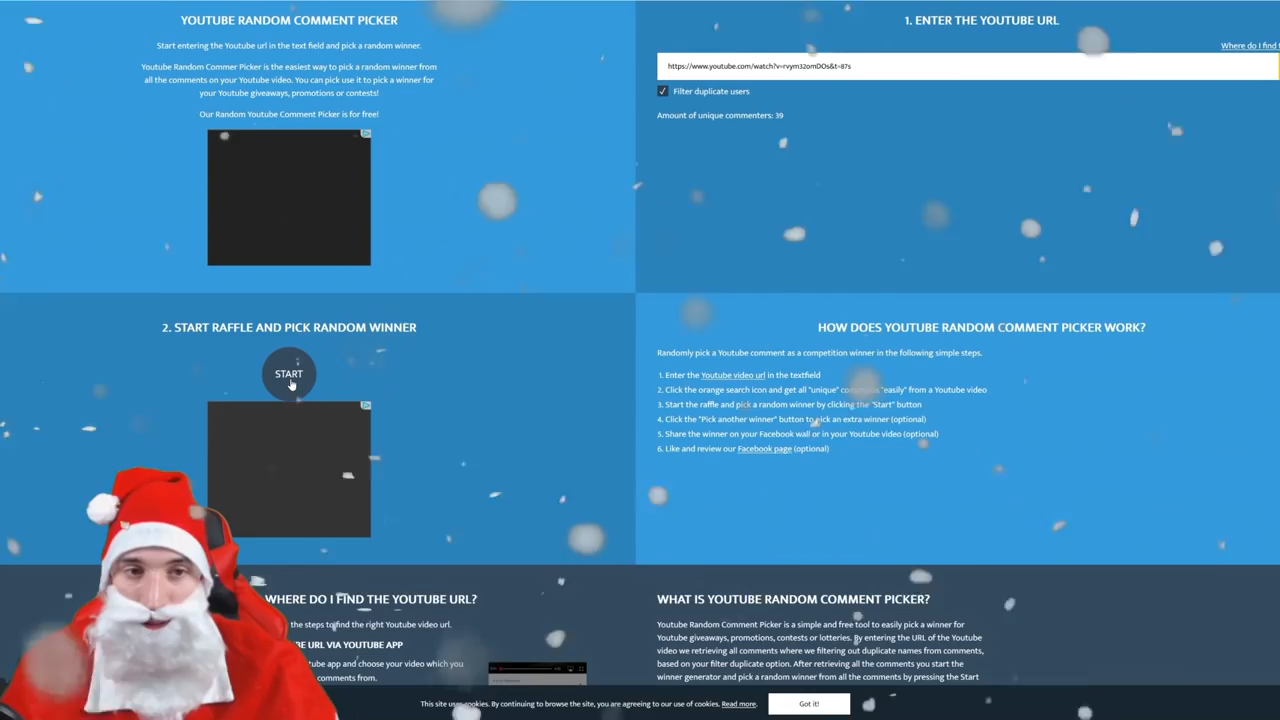 YOUTUBE RANDOM COMMENT PICKER
Start entering the Youtube url in the text field and pick a random winner.
Youtube Random Commer Picker is the easiest way to pick a random winner from
all the comments on your Youtube video. You can pick use it to pick a winner for
your Youtube giveaways, promotions or contests!
Our Random Youtube Comment Picker is for free!
1. ENTER THE YOUTUBE URL
Where do I find
https://www.youtube.com/watch?v=rvym32omDOs&t=87s
Filter duplicate users
Amount of unique commenters: 39
2. START RAFFLE AND PICK RANDOM WINNER
START
HOW DOES YOUTUBE RANDOM COMMENT PICKER WORK?
Randomly pick a Youtube comment as a competition winner in the following simple steps.
1. Enter the Youtube video url in the textfield
2. Click the orange search icon and get all "unique" "easily" from a Youtube video
3. Start the raffle and pick a random winner by clicking the "Start" button
4. Click the "Pick another winner" button to pick an extra winner (optional)
5. Share the winner on your Facebook wall or in your Youtube video (optional)
6. Like and review our Facebook page (optional)
WHERE DO I FIND THE YOUTUBE URL?
the steps to find the right Youtube video url.
URL VIA YOUTUBE APP
app and choose your video which you
comments from.
WHAT IS YOUTUBE RANDOM COMMENT PICKER?
Youtube Random Comment Picker is a simple and free tool to easily pick a winner for
Youtube giveaways, promotions, contests or lotteries. By entering the URL of the Youtube
video we retrieving all comments where we filtering out duplicate names from comments,
based on your filter duplicate option. After retrieving all the comments you start the
winner generator and pick a random winner from all the comments by pressing the Start
This site uses cookies. By continuing to browse the site, you are agreeing to our use of cookies. Read more.
Got it!